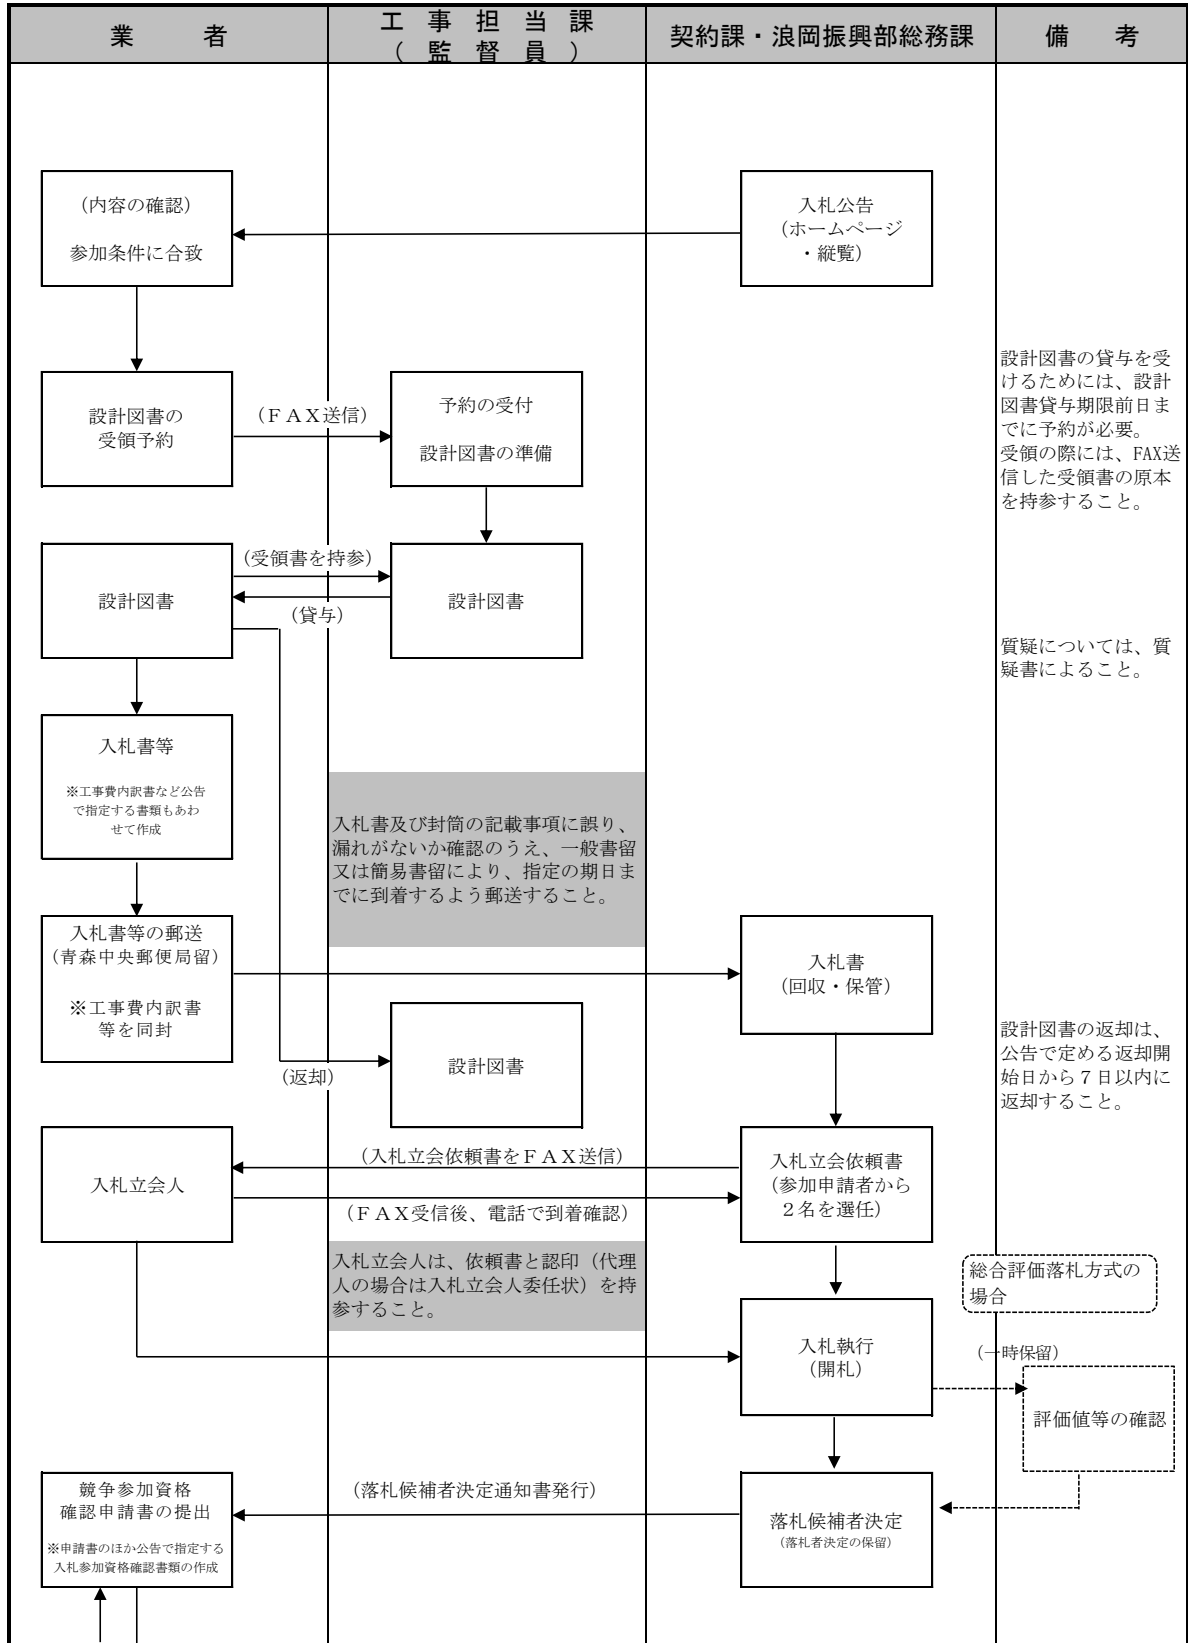 業　　者
工事担当課
（監督員）
契約課・浪岡振興部総務課
備　考
（内容の確認）
参加条件に合致
入札公告
（ホームページ
・縦覧）
設計図書の
受領予約
（ＦＡＸ送信）
予約の受付
設計図書の準備
設計図書の貸与を受
けるためには、設計
図書貸与期限前日ま
でに予約が必要。
受領の際には、FAX送
信した受領書の原本
を持参すること。
設計図書
（受領書を持参）
（貸与）
設計図書
質疑については、質
疑書によること。
入札書等
※工事費内訳書など公告
で指定する書類もあわ
せて作成
入札書及び封筒の記載事項に誤り、
漏れがないか確認のうえ、一般書留
又は簡易書留により、指定の期日ま
でに到着するよう郵送すること。
入札書等の郵送
（青森中央郵便局留）
※工事費内訳書
等を同封
入札書
（回収・保管）
設計図書
（返却）
設計図書の返却は、
公告で定める返却開
始日から７日以内に
返却すること。
入札立会人
（入札立会依頼書をＦＡＸ送信）
（ＦＡＸ受信後、電話で到着確認）
入札立会依頼書
（参加申請者から
２名を選任）
入札立会人は、依頼書と認印（代理
人の場合は入札立会人委任状）を持
参すること。
総合評価落札方式の
場合
入札執行
（開札）
（一時保留）
評価値等の確認
競争参加資格
確認申請書の提出
※申請書のほか公告で指定する
入札参加資格確認書類の作成
（落札候補者決定通知書発行）
落札候補者決定
（落札者決定の保留）